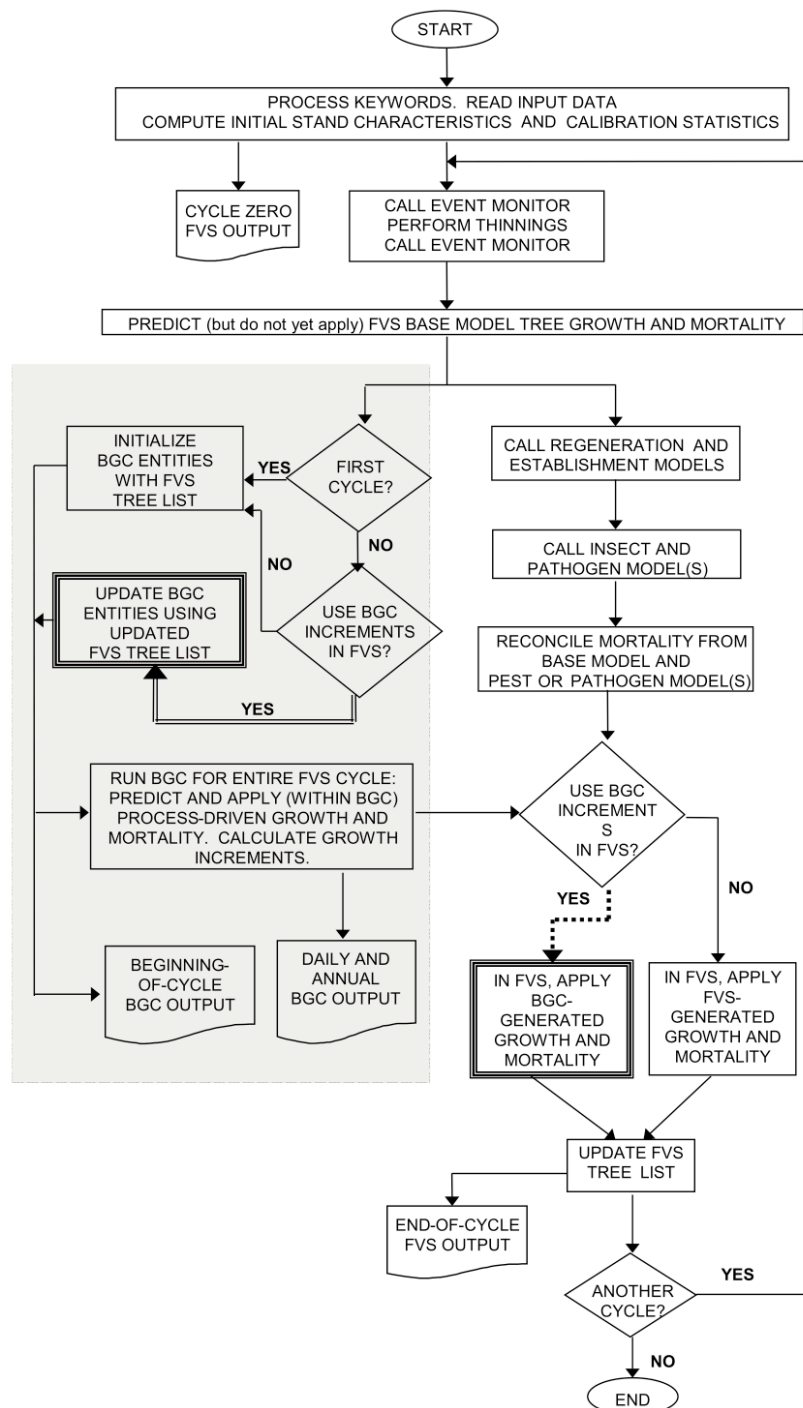 START
PROCESS KEYWORDS. READ INPUT DATA
COMPUTE INITIAL STAND CHARACTERISTICS AND CALIBRATION STATISTICS
CYCLE ZERO
FVS OUTPUT
CALL EVENT MONITOR
PERFORM THINNINGS
CALL EVENT MONITOR
PREDICT (but do not yet apply) FVS BASE MODEL TREE GROWTH AND MORTALITY
INITIALIZE
BGC ENTITIES
WITH FVS
TREE LIST
YES
FIRST
CYCLE?
NO
NO
UPDATE BGC
ENTITIES USING
UPDATED
FVS TREE LIST
USE BGC
INCREMENTS
IN FVS?
YES
CALL REGENERATION AND
ESTABLISHMENT MODELS
CALL INSECT AND
PATHOGEN MODEL(S)
RECONCILE MORTALITY FROM
BASE MODEL AND
PEST OR PATHOGEN MODEL(S)
RUN BGC FOR ENTIRE FVS CYCLE:
PREDICT AND APPLY (WITHIN BGC)
PROCESS-DRIVEN GROWTH AND
MORTALITY. CALCULATE GROWTH
INCREMENTS.
USE BGC
INCREMENT
S
IN FVS?
YES
NO
BEGINNING-
OF-CYCLE
BGC OUTPUT
DAILY AND
ANNUAL
BGC OUTPUT
IN FVS, APPLY
BGC-
GENERATED
GROWTH AND
MORTALITY
IN FVS, APPLY
FVS-
GENERATED
GROWTH AND
MORTALITY
UPDATE FVS
TREE LIST
END-OF-CYCLE
FVS OUTPUT
ANOTHER
CYCLE?
YES
NO
END